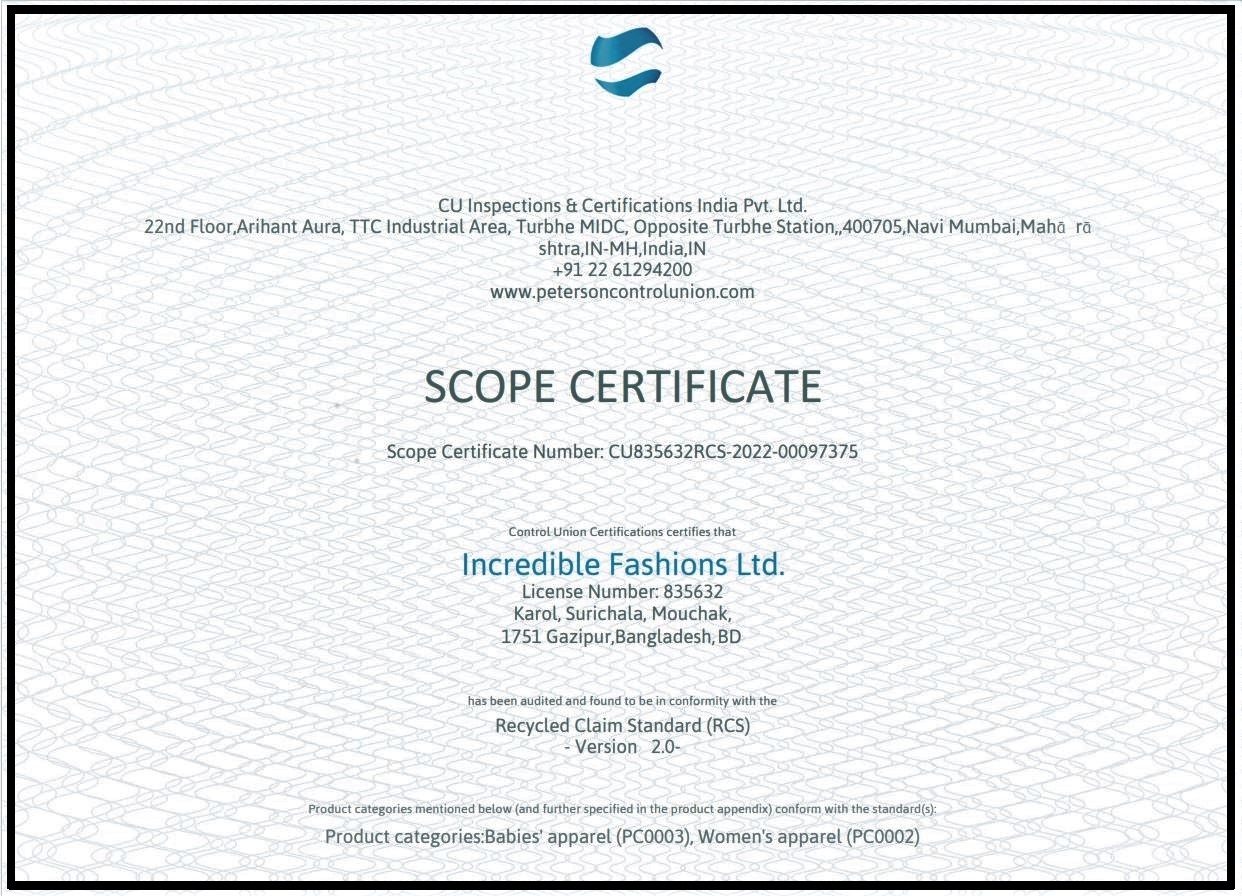 CU Inspections & Certifications India Pvt. Ltd.
22nd Floor,Arihant Aura, TTC Industrial Area, Turbhe MIDC, Opposite Turbhe Station,,400705,Navi Mumbai,Mahā rā
shtra,IN-MH,India,IN
+91 22 61294200
www.petersoncontrolunion.com
SCOPE CERTIFICATE
Scope Certificate Number: CU835632RCS-2022-00097375
Control Union Certifications certifies that
Incredible Fashions Ltd.
License Number: 835632
Karol, Surichala, Mouchak,
1751 Gazipur,Bangladesh,BD
has been audited and found to be in conformity with the
Recycled Claim Standard (RCS)
- Version 2.0-
Product categories mentioned below (and further specified in the product appendix) conform with the standard(s):
Product categories:Babies' apparel (PC0003), Women's apparel (PC0002)